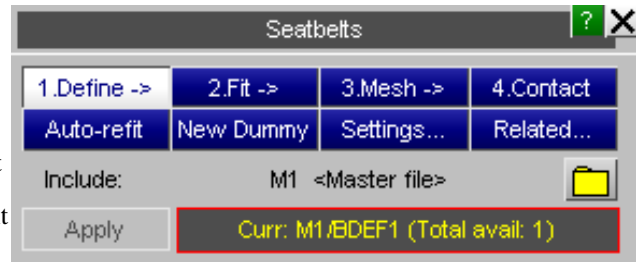 Seatbelts ?
1.Define -> 2.Fit -> 3.Mesh -> 4.Contact
Auto-refit New Dummy Settings... Related...
Include: M1 <Master file>
Apply Curr: M1/BDEF1 (Total avail: 1)